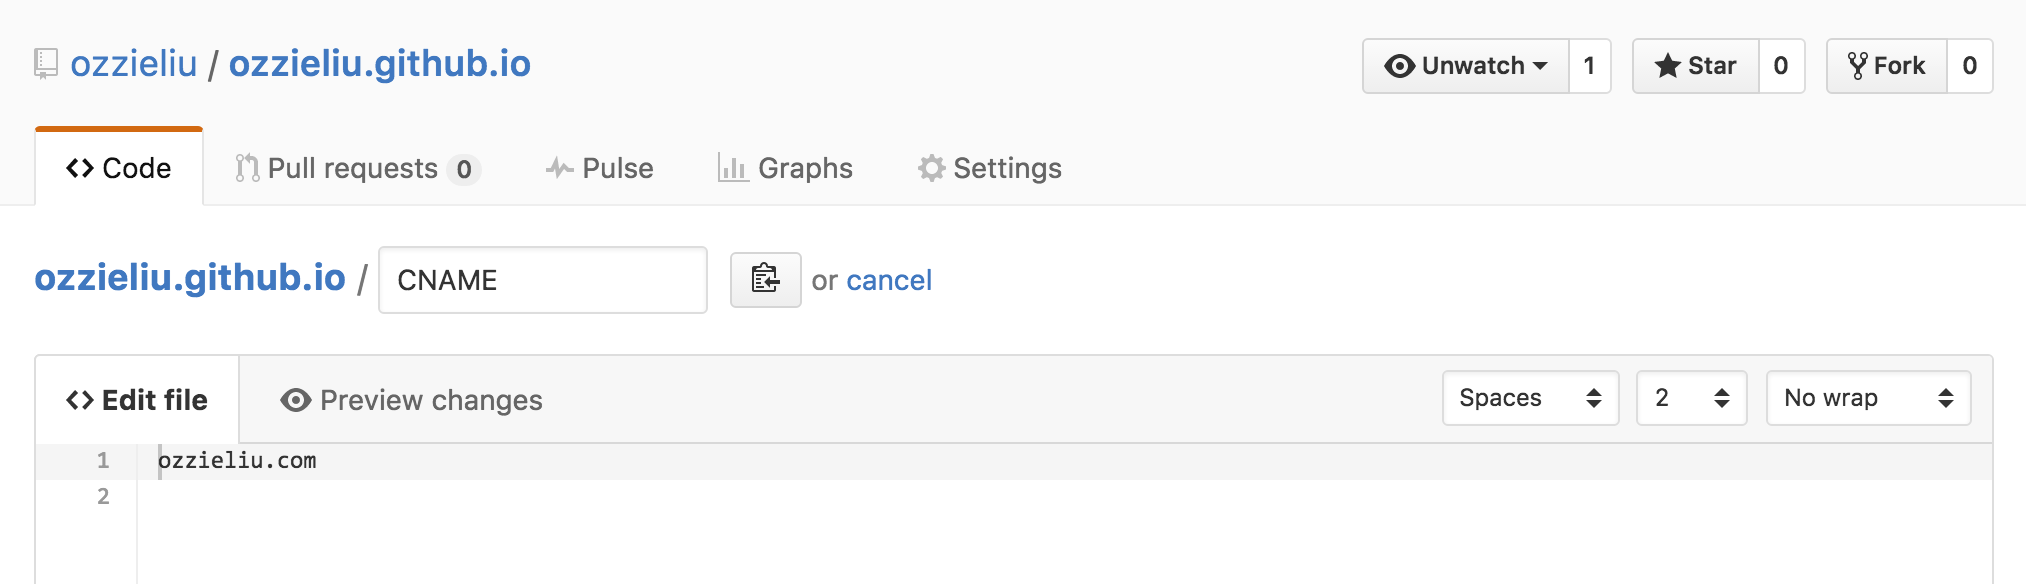 ozzieliu / ozzieliu.github.io
Unwatch 1 Star 0 Fork 0
Code Pull requests 0 Pulse Graphs Settings
ozzieliu.github.io / CNAME or cancel
Edit file Preview changes Spaces 2 No wrap
1 ozzieliu.com
2